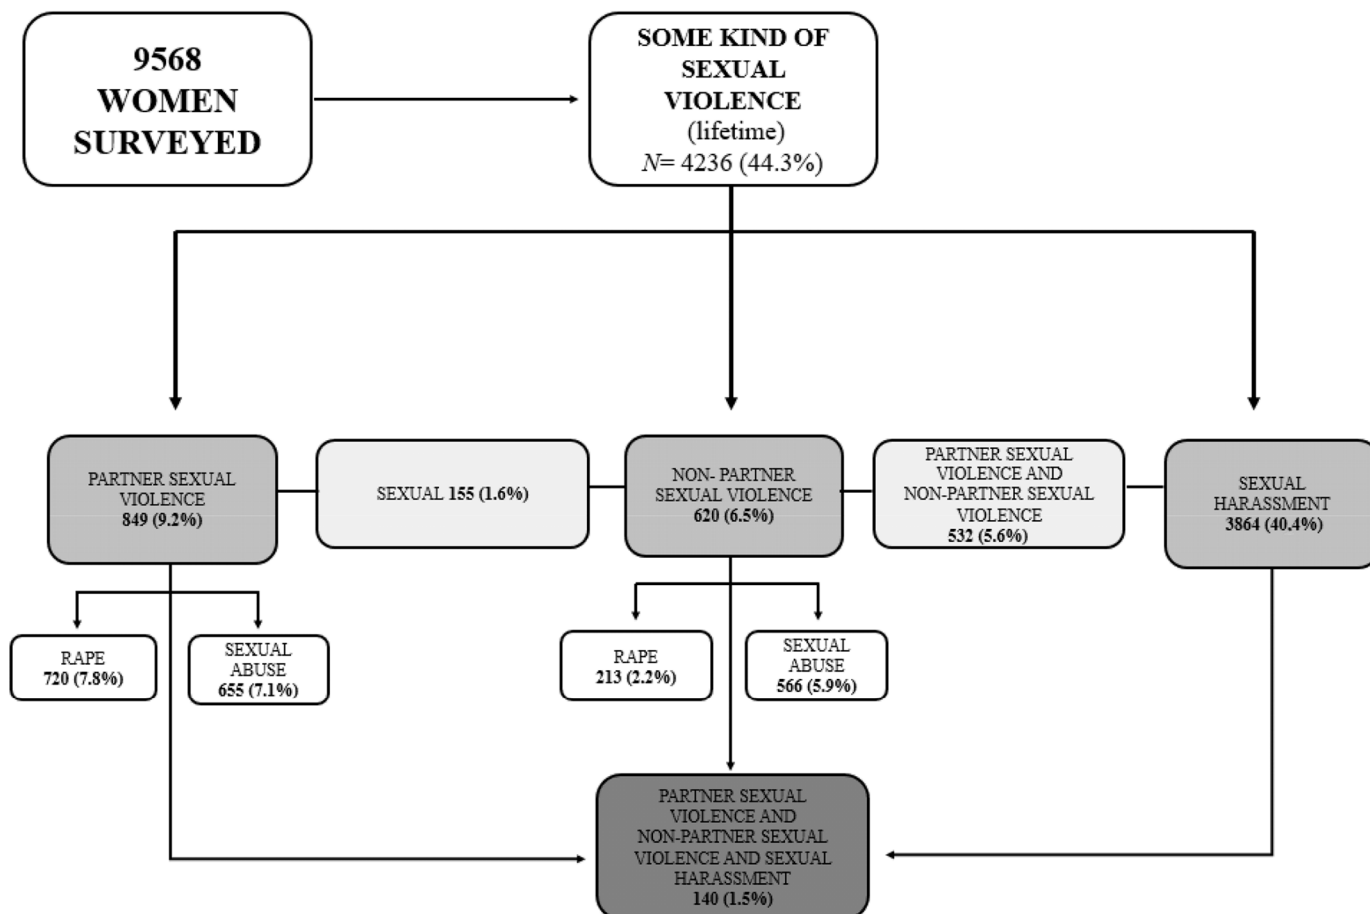 9568
WOMEN
SURVEYED
SOME KIND OF
SEXUAL
VIOLENCE
(lifetime)
N= 4236 (44.3%)
PARTNER SEXUAL
VIOLENCE
849 (9.2%)
SEXUAL 155 (1.6%)
NON- PARTNER
SEXUAL VIOLENCE
620 (6.5%)
PARTNER SEXUAL
VIOLENCE AND
NON-PARTNER SEXUAL
VIOLENCE
532 (5.6%)
SEXUAL
HARASSMENT
3864 (40.4%)
RAPE
720 (7.8%)
SEXUAL
ABUSE
655 (7.1%)
RAPE
213 (2.2%)
SEXUAL
ABUSE
566 (5.9%)
PARTNER SEXUAL
VIOLENCE AND
NON-PARTNER SEXUAL
VIOLENCE AND SEXUAL
HARASSMENT
140 (1.5%)